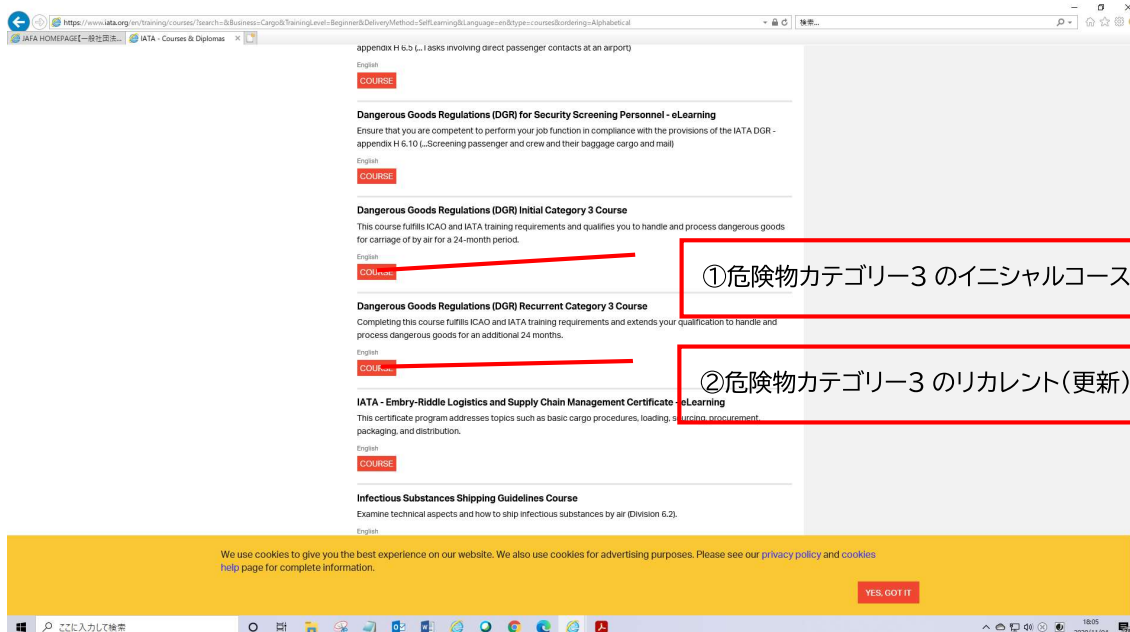 https://www.iata.org/en/training/courses/?search=&Business=Cargo&TrainingLevel=Beginner&DeliveryMethod=SelfLearning&Language=en&type=courses&ordering=Alphabetical
検索...
JAFA HOMEPAGE【一般社団法...
IATA - Courses & Diplomas
appendix H 6.5 (...Tasks involving direct passenger contacts at an airport)
English
COURSE
Dangerous Goods Regulations (DGR) for Security Screening Personnel - eLearning
Ensure that you are competent to perform your job function in compliance with the provisions of the IATA DGR -
appendix H 6.10 (...Screening passenger and crew and their baggage cargo and mail)
English
COURSE
Dangerous Goods Regulations (DGR) Initial Category 3 Course
This course fulfills ICAO and IATA training requirements and qualifies you to handle and process dangerous goods
for carriage of by air for a 24-month period.
English
COURSE
①危険物カテゴリー3 のイニシャルコース
Dangerous Goods Regulations (DGR) Recurrent Category 3 Course
Completing this course fulfills ICAO and IATA training requirements and extends your qualification to handle and
process dangerous goods for an additional 24 months.
English
COURSE
②危険物カテゴリー3 のリカレント(更新)
IATA - Embry-Riddle Logistics and Supply Chain Management Certificate - eLearning
This certificate program addresses topics such as basic cargo procedures, loading, sourcing, procurement,
packaging, and distribution.
English
COURSE
Infectious Substances Shipping Guidelines Course
Examine technical aspects and how to ship infectious substances by air (Division 6.2).
English
We use cookies to give you the best experience on our website. We also use cookies for advertising purposes. Please see our privacy policy and cookies
help page for complete information.
YES, GOT IT
ここに入力して検索
18:05